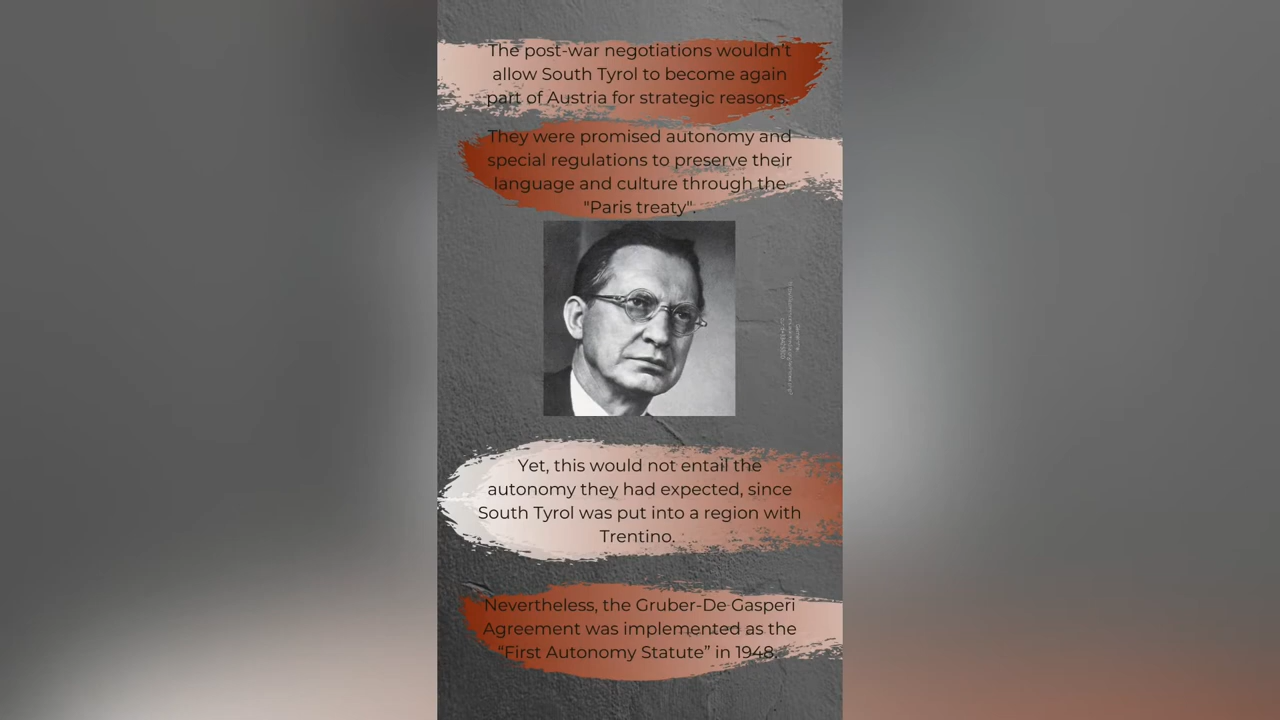 The post-war negotiations wouldn't
allow South Tyrol to become again
part of Austria for strategic reasons.
They were promised autonomy and
special regulations to preserve their
language and culture through the
"Paris treaty".
Yet, this would not entail the
autonomy they had expected, since
South Tyrol was put into a region with
Trentino.
Nevertheless, the Gruber-De Gasperi
Agreement was implemented as the
“First Autonomy Statute” in 1948.